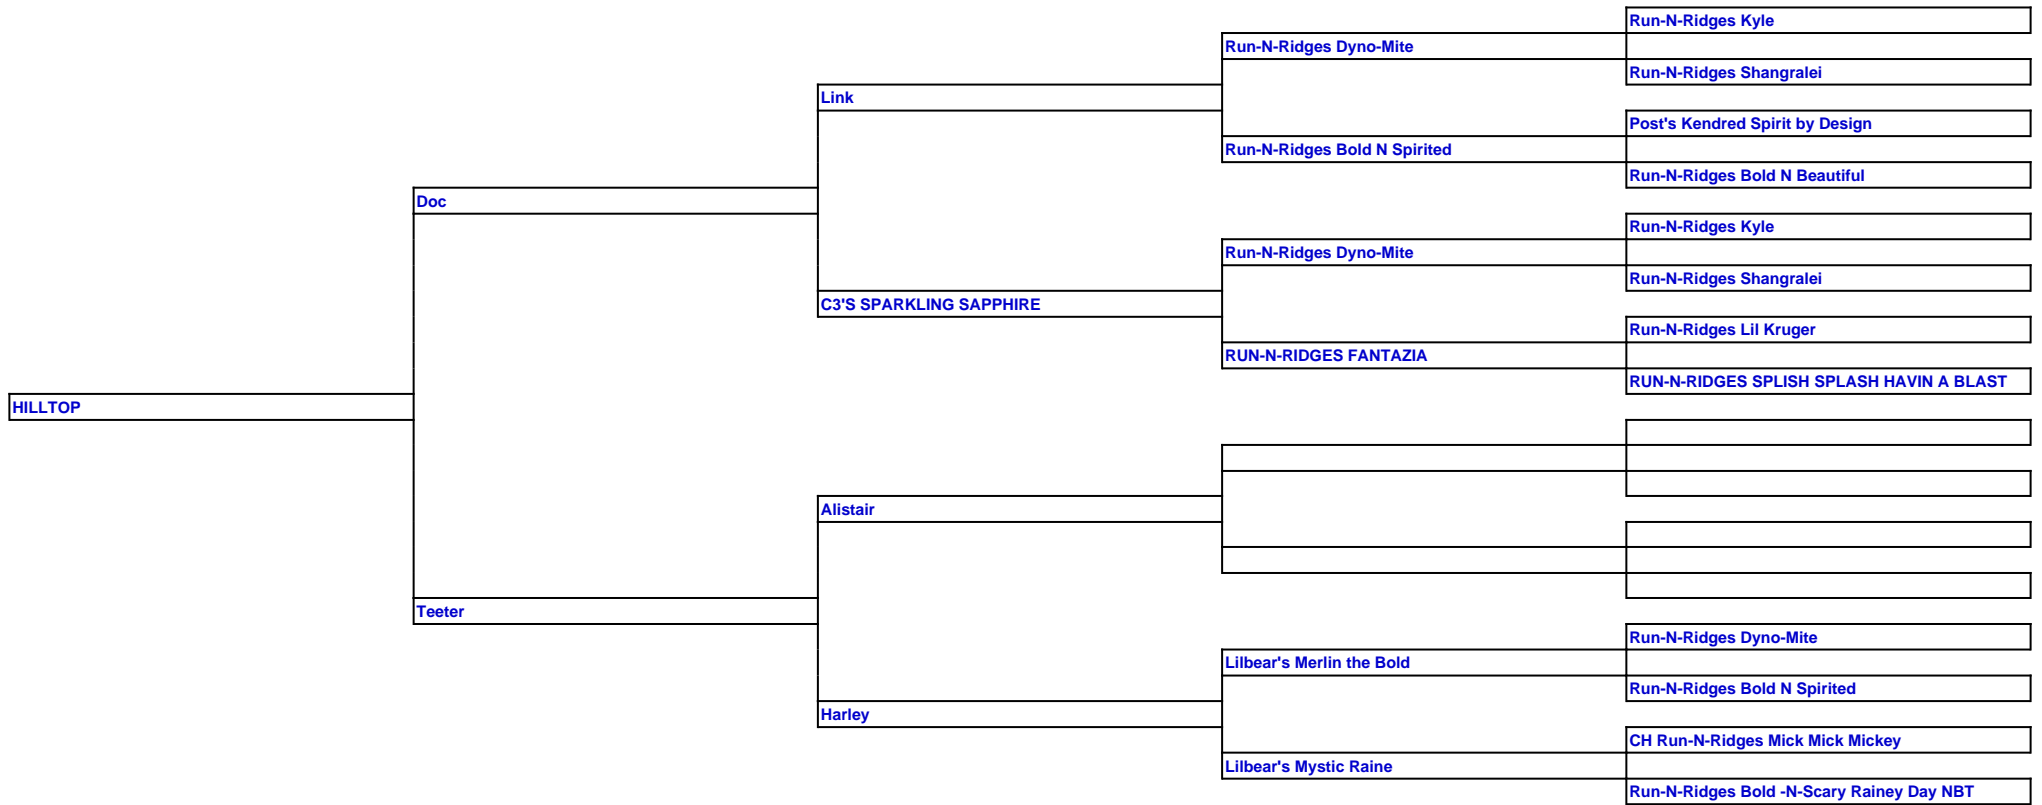 Run-N-Ridges Kyle
Run-N-Ridges Dyno-Mite
Run-N-Ridges Shangralei
Link
Post's Kendred Spirit by Design
Run-N-Ridges Bold N Spirited
Run-N-Ridges Bold N Beautiful
Doc
Run-N-Ridges Kyle
Run-N-Ridges Dyno-Mite
Run-N-Ridges Shangralei
C3'S SPARKLING SAPPHIRE
Run-N-Ridges Lil Kruger
RUN-N-RIDGES FANTAZIA
RUN-N-RIDGES SPLISH SPLASH HAVIN A BLAST
HILLTOP
Alistair
Teeter
Run-N-Ridges Dyno-Mite
Lilbear's Merlin the Bold
Run-N-Ridges Bold N Spirited
Harley
CH Run-N-Ridges Mick Mick Mickey
Lilbear's Mystic Raine
Run-N-Ridges Bold -N-Scary Rainey Day NBT